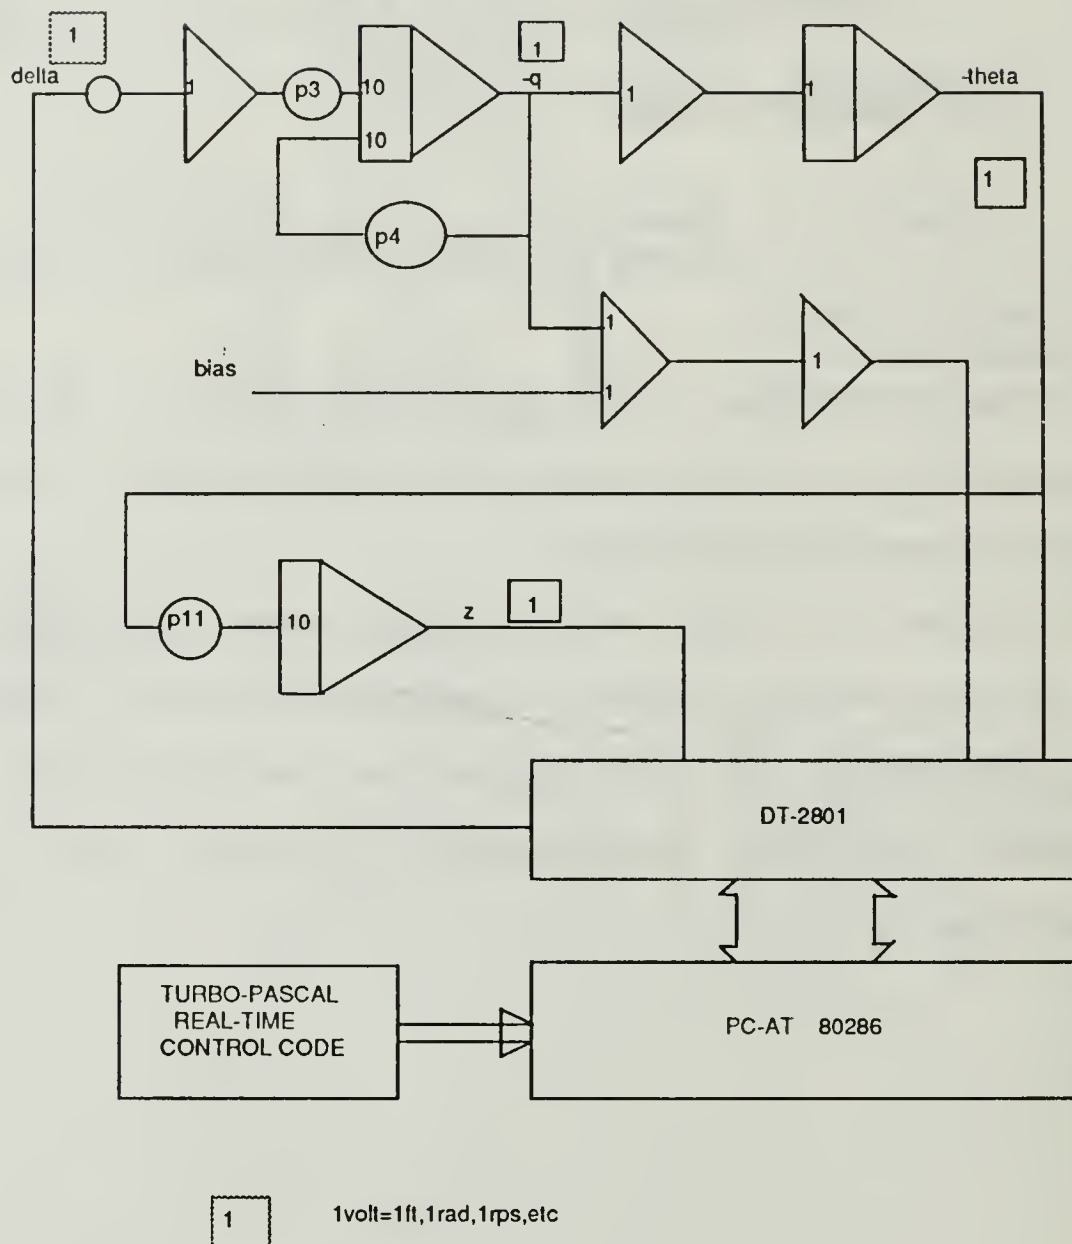 1
delta
1
p3
10
10
1
-q
1
1
-theta
1
p4
1
1
1
bias
p11
10
z
1
DT-2801
TURBO-PASCAL
REAL-TIME
CONTROL CODE
PC-AT 80286
1
1volt=1ft,1rad,1rps,etc